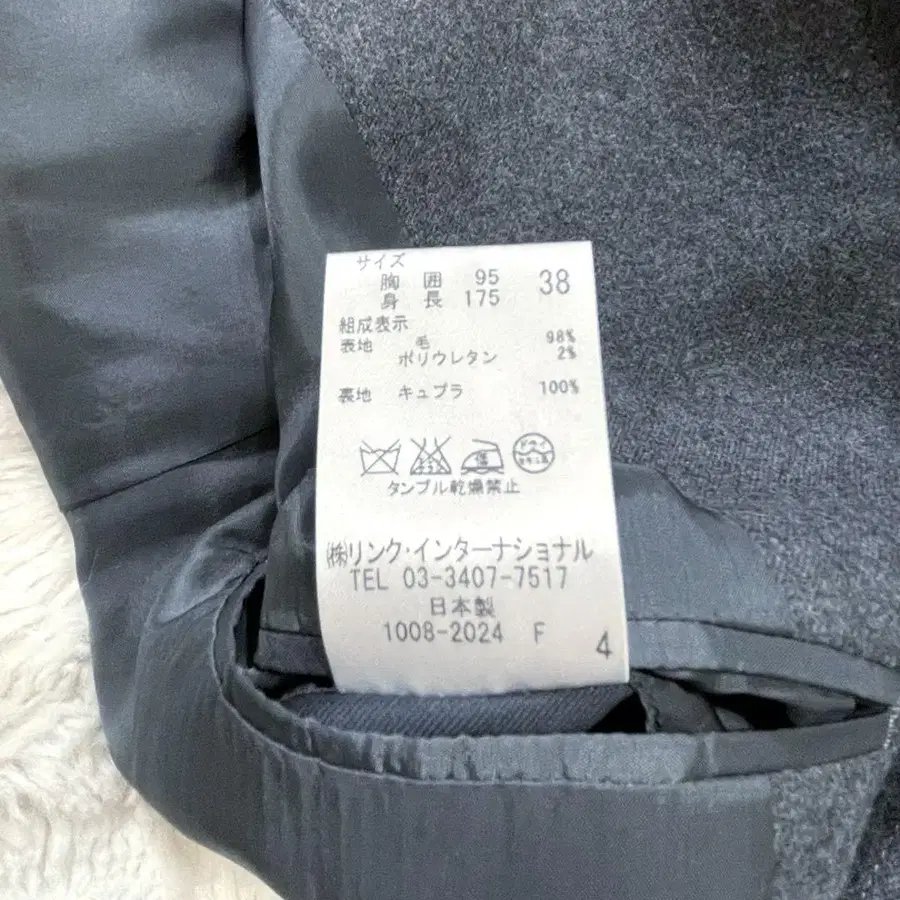 サイズ
胸囲 95 38
身長 175
組成表示
表地 毛 98%
ポリウレタン 2%
裏地 キュプラ 100%
ドライ
タンブル乾燥禁止
㈱リンク・インターナショナル
TEL 03-3407-7517
日本製
1008-2024 F
4